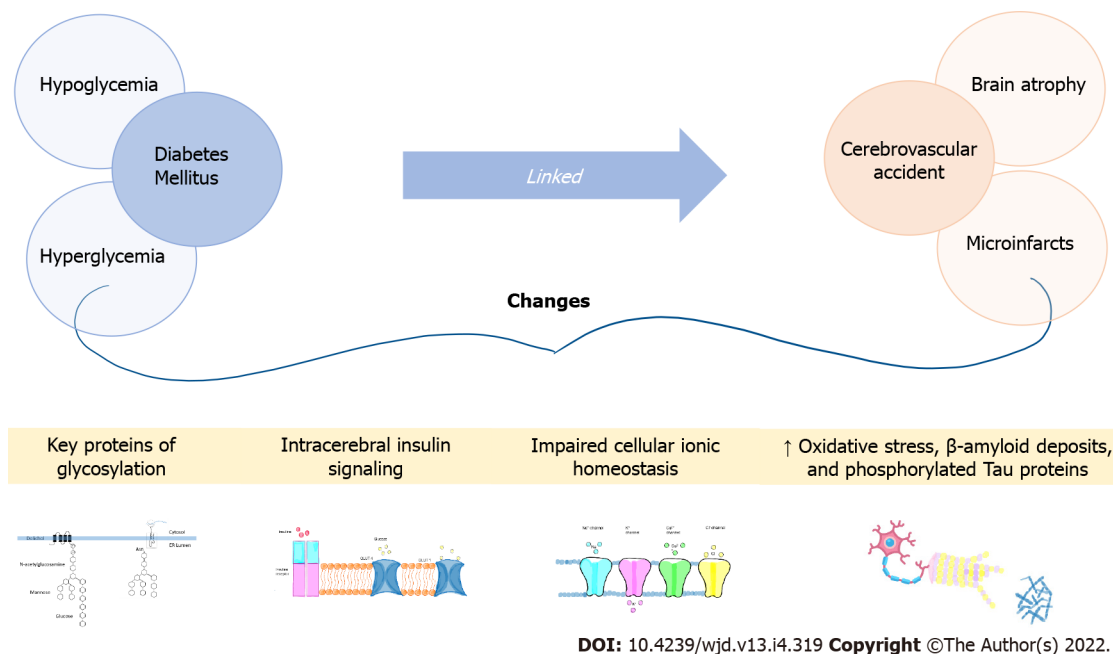 Hypoglycemia
Diabetes
Mellitus
Hyperglycemia
Linked
Brain atrophy
Cerebrovascular
accident
Microinfarcts
Changes
Key proteins of
glycosylation
Intracerebral insulin
signaling
Impaired cellular ionic
homeostasis
↑ Oxidative stress, β-amyloid deposits,
and phosphorylated Tau proteins
Cytosol
ER Lumen
Asn
N-acetylglucosamine
Mannose
Glucose
Glucose
DOI: 10.4239/wjd.v13.i4.319 Copyright ©The Author(s) 2022.